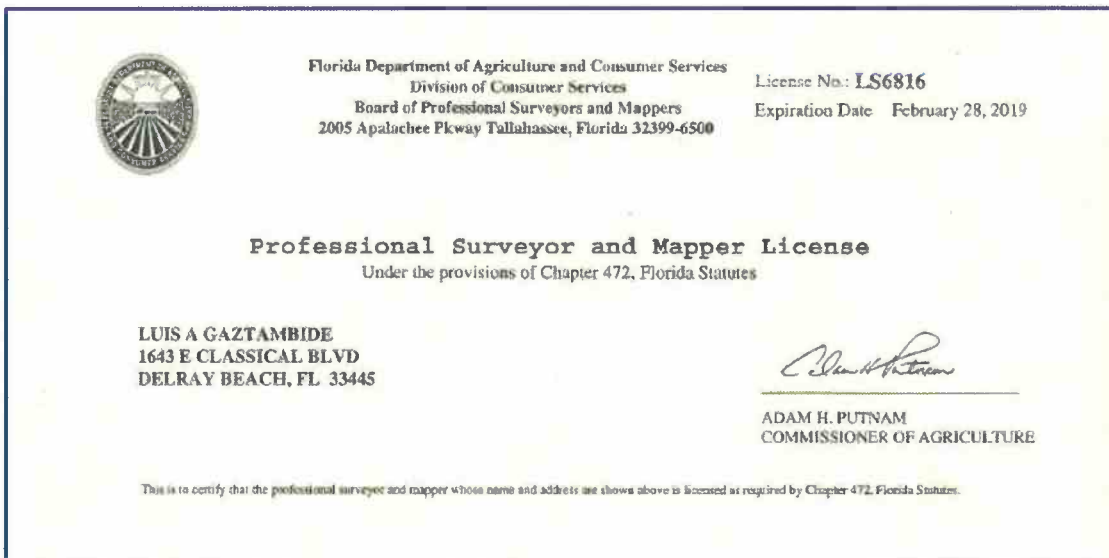 Florida Department of Agriculture and Consumer Services
Division of Consumer Services
Board of Professional Surveyors and Mappers
2005 Apalachee Pkway Tallahassee, Florida 32399-6500
License No.: LS6816
Expiration Date February 28, 2019
Professional Surveyor and Mapper License
Under the provisions of Chapter 472, Florida Statutes
LUIS A GAZTAMBIDE
1643 E CLASSICAL BLVD
DELRAY BEACH, FL 33445
Adam H Putnam
ADAM H. PUTNAM
COMMISSIONER OF AGRICULTURE
This is to certify that the professional surveyor and mapper whose name and address are shown above is licensed as required by Chapter 472, Florida Statutes.